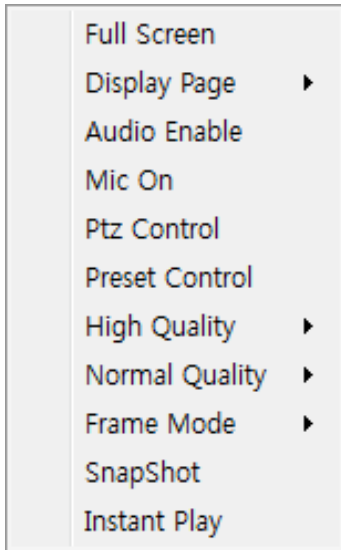 Full Screen
Display Page
Audio Enable
Mic On
Ptz Control
Preset Control
High Quality
Normal Quality
Frame Mode
SnapShot
Instant Play